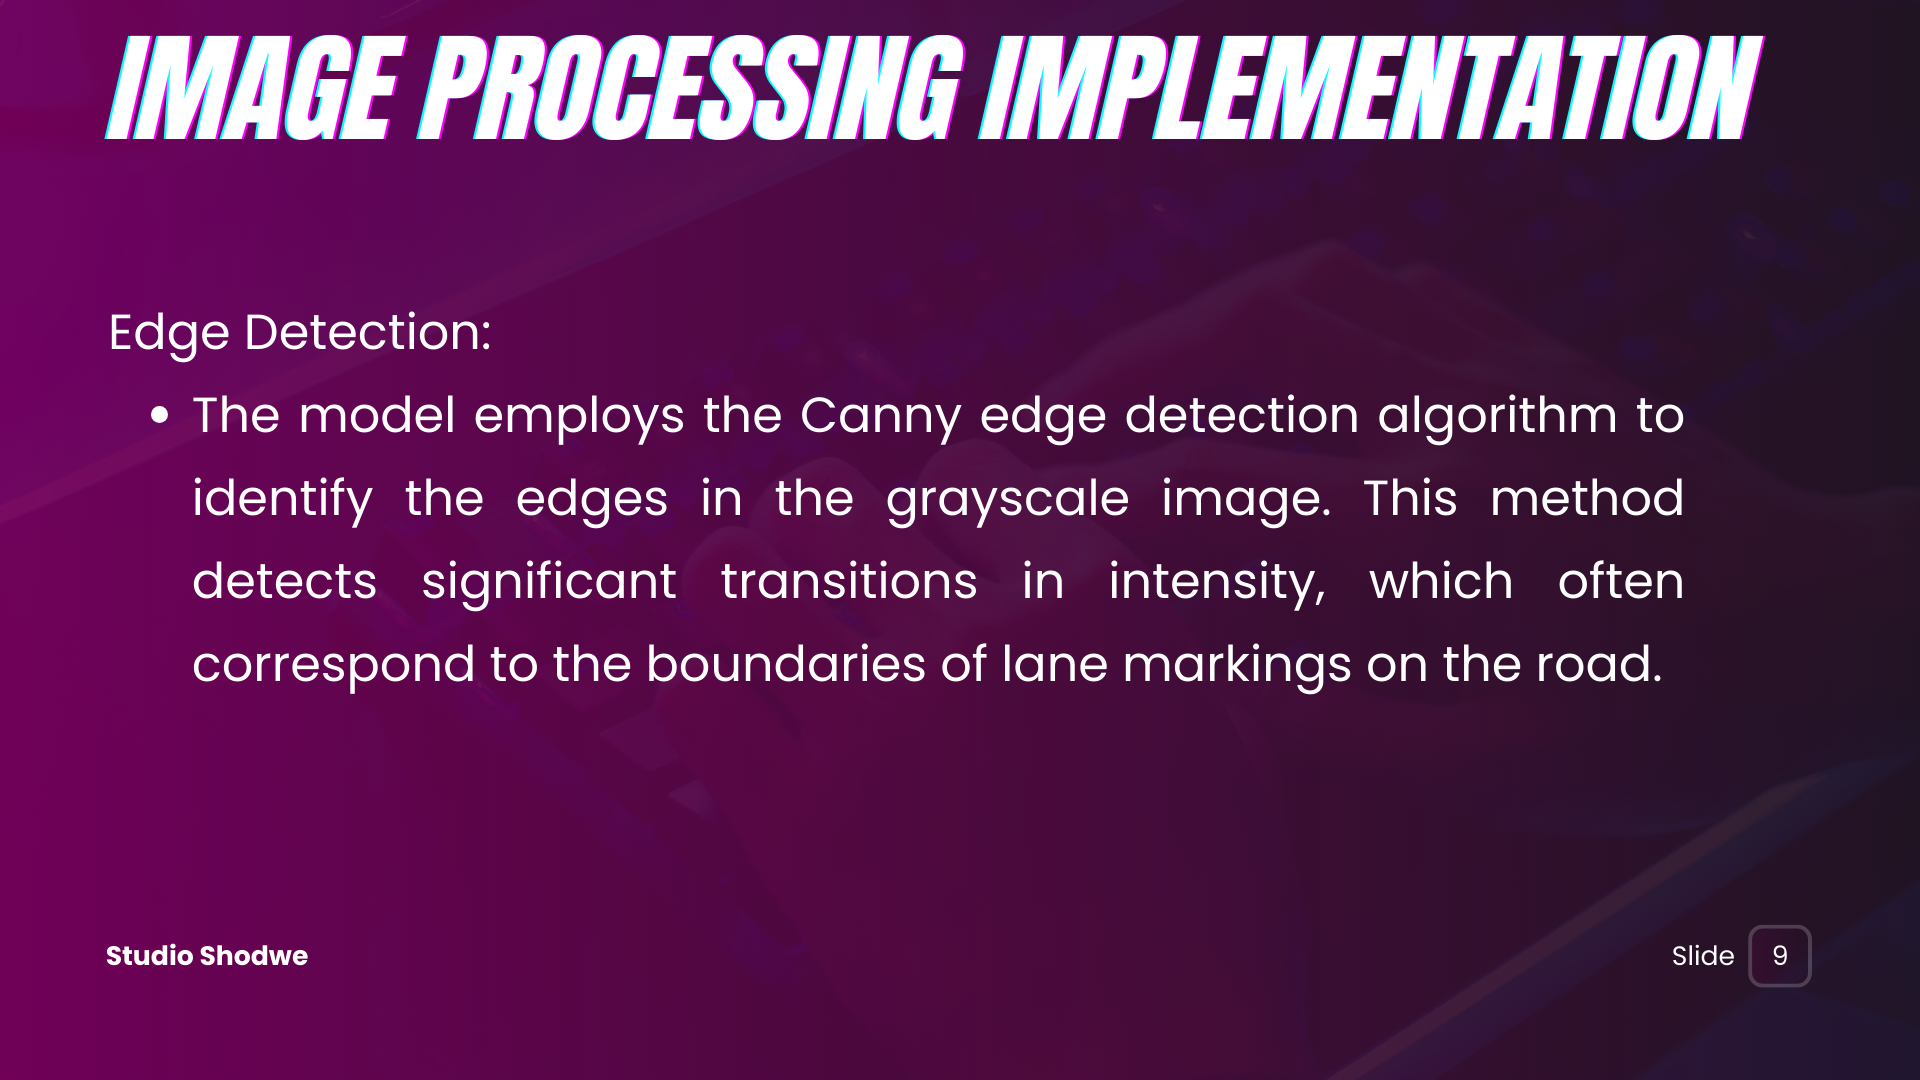 IMAGE PROCESSING IMPLEMENTATION
Edge Detection:
• The model employs the Canny edge detection algorithm to
identify the edges in the grayscale image. This method
detects significant transitions in intensity, which often
correspond to the boundaries of lane markings on the road.
Studio Shodwe
Slide 9